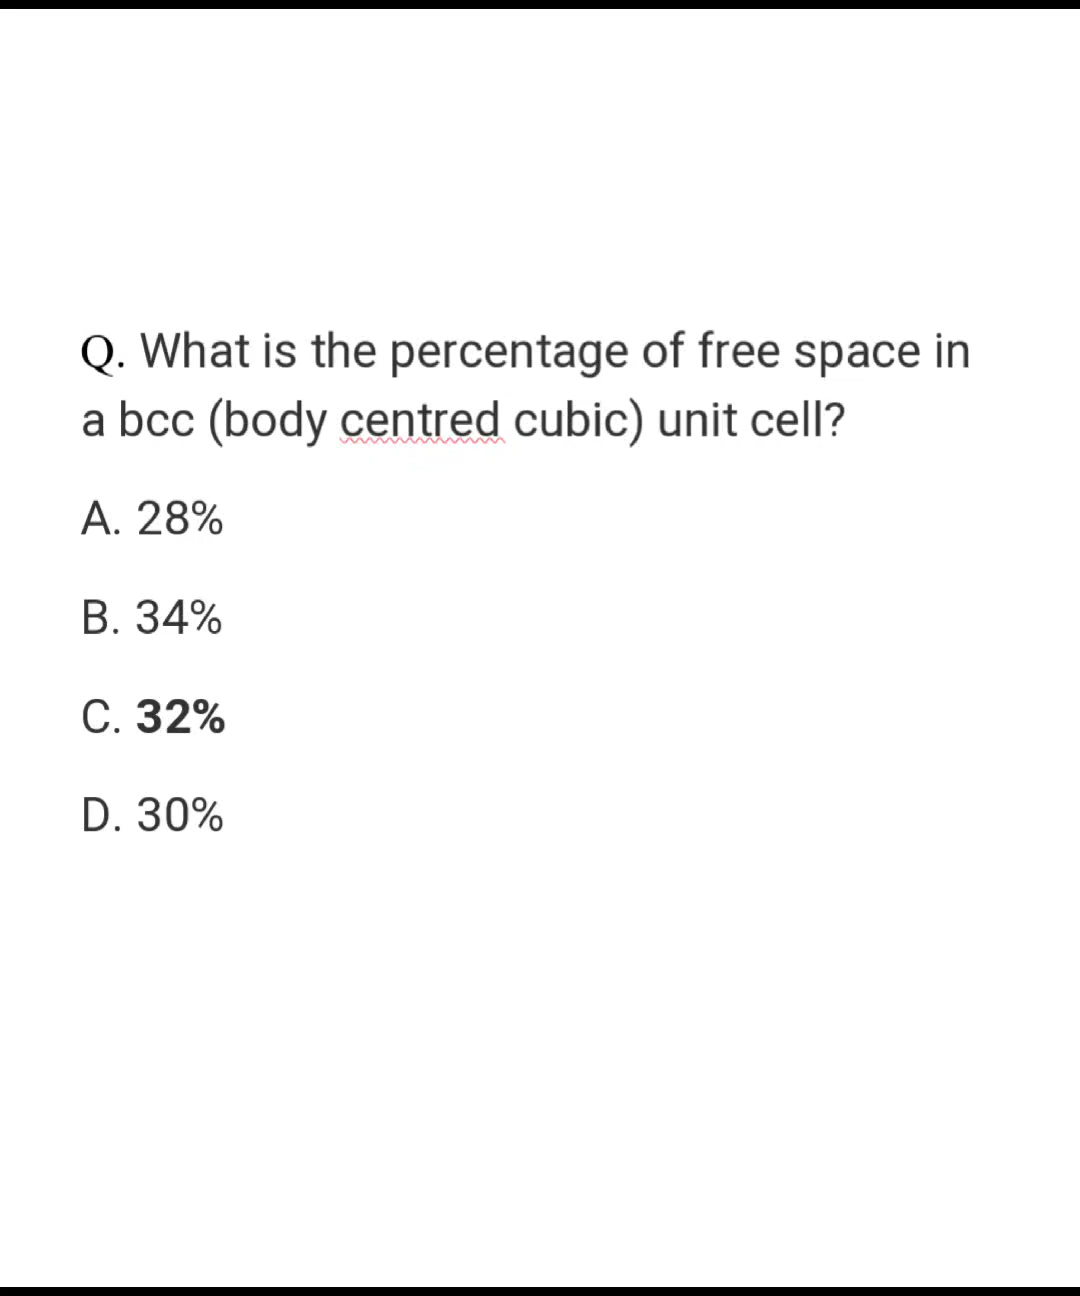 Q. What is the percentage of free space in
a bcc (body centred cubic) unit cell?
A. 28%
B. 34%
C. 32%
D. 30%